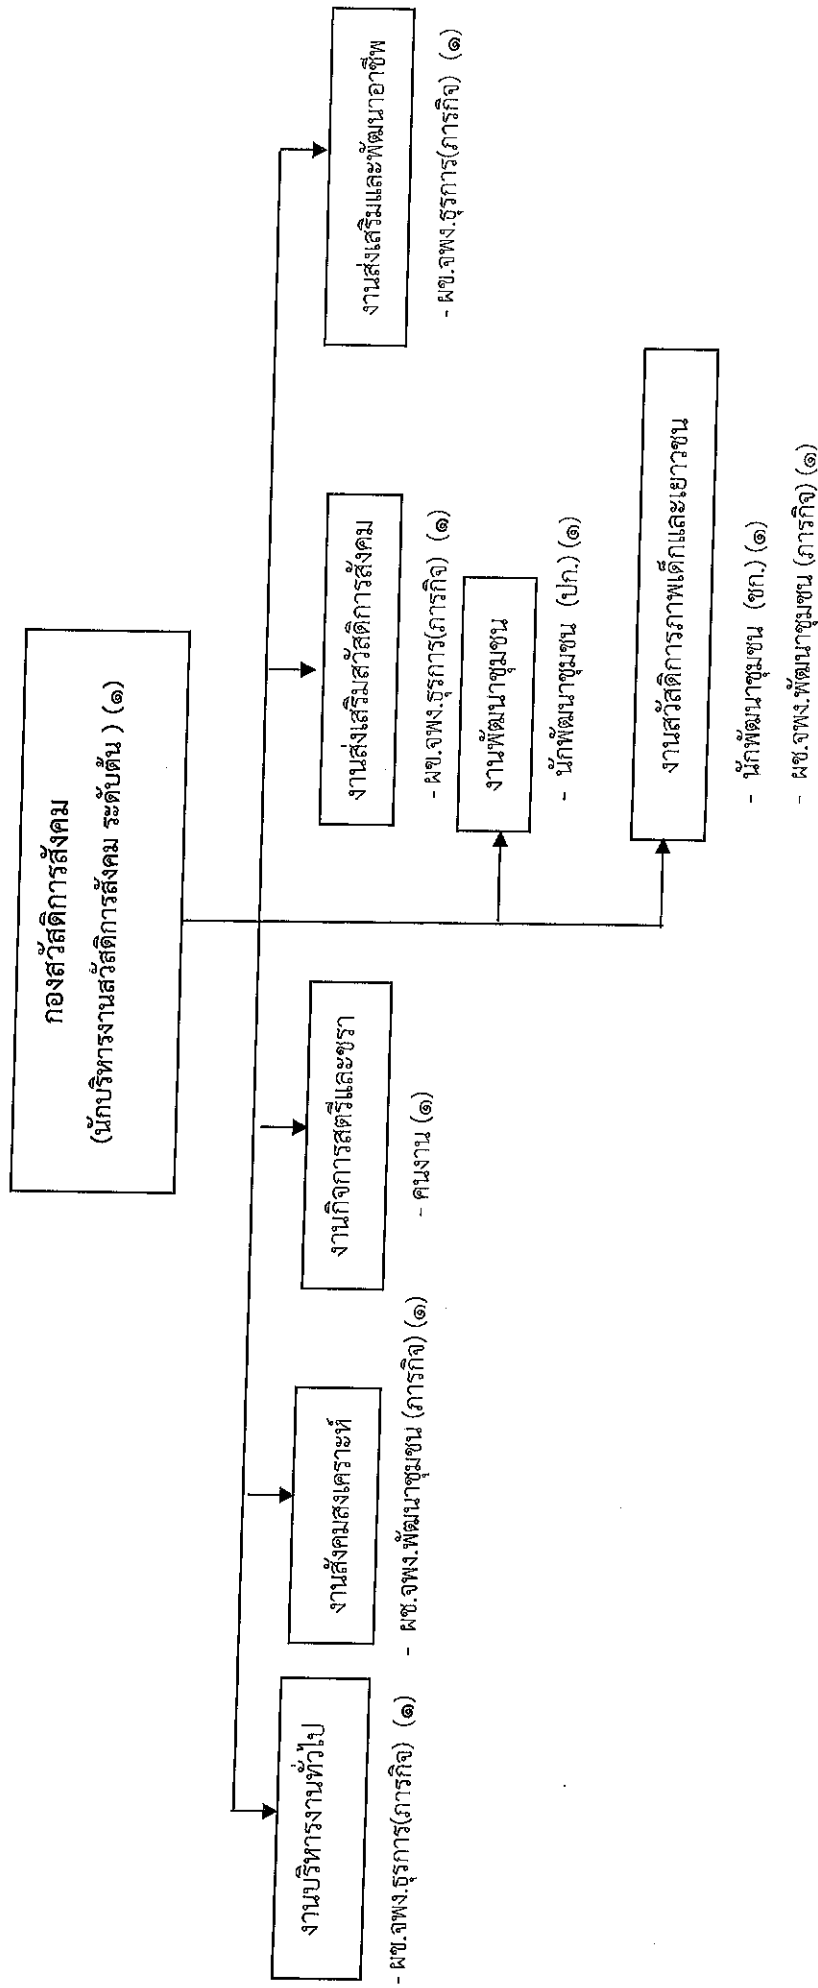 กองสวัสดิการสังคม
(นักบริหารงานสวัสดิการสังคม ระดับต้น ) (๑)
งานบริหารงานทั่วไป
- ผช.จพง.ธุรการ(ภารกิจ) (๑)
งานสังคมสงเคราะห์
- ผช.จพง.พัฒนาชุมชน (ภารกิจ) (๑)
งานกิจการสตรีและชรา
- คนงาน (๑)
งานส่งเสริมสวัสดิการสังคม
- ผช.จพง.ธุรการ(ภารกิจ) (๑)
งานส่งเสริมและพัฒนาอาชีพ
- ผช.จพง.ธุรการ(ภารกิจ) (๑)
งานพัฒนาชุมชน
- นักพัฒนาชุมชน (ปก.) (๑)
งานสวัสดิการภาพเด็กและเยาวชน
- นักพัฒนาชุมชน (ชก.) (๑)
- ผช.จพง.พัฒนาชุมชน (ภารกิจ) (๑)